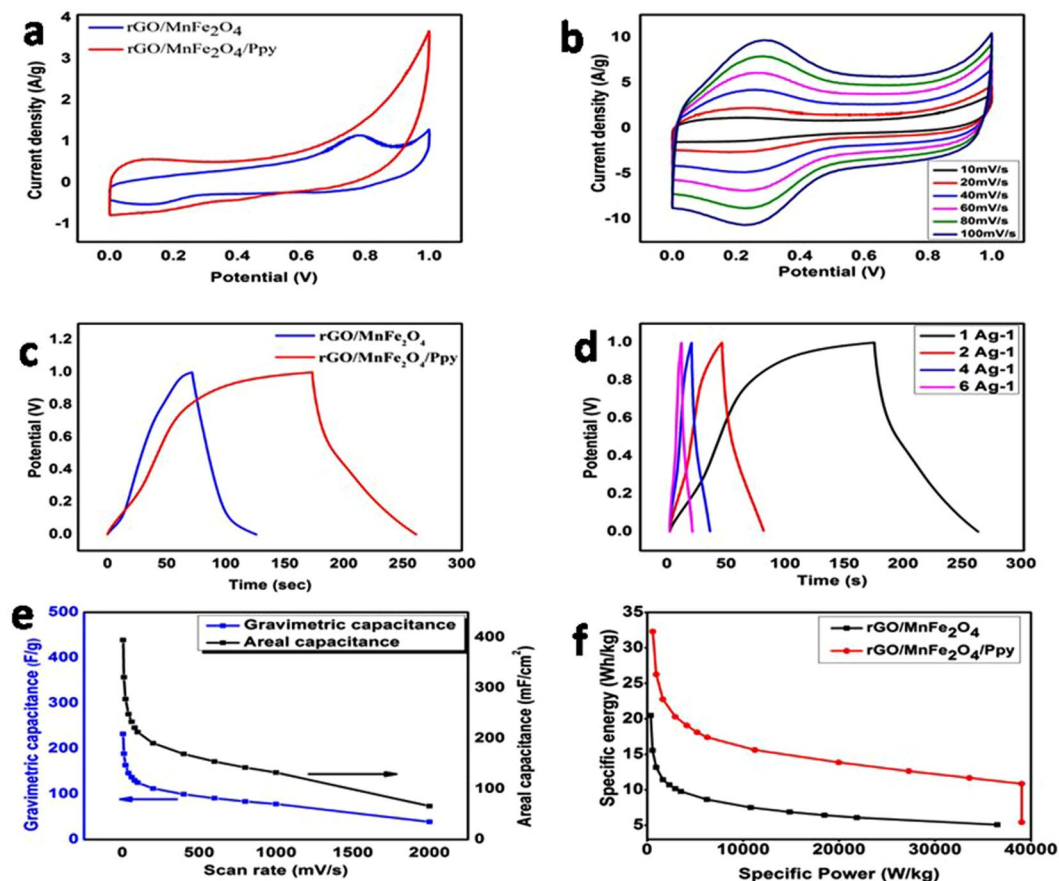 a
rGO/MnFe2O4
rGO/MnFe2O4/Ppy
Current density (A/g)
4
3
2
1
0
-1
0.0 0.2 0.4 0.6 0.8 1.0
Potential (V)
b
Current density (A/g)
10
5
0
-5
-10
10mV/s
20mV/s
40mV/s
60mV/s
80mV/s
100mV/s
0.0 0.2 0.4 0.6 0.8 1.0
Potential (V)
c
rGO/MnFe2O4
rGO/MnFe2O4/Ppy
Potential (V)
1.2
1.0
0.8
0.6
0.4
0.2
0.0
0 50 100 150 200 250 300
Time (sec)
d
1 Ag-1
2 Ag-1
4 Ag-1
6 Ag-1
Potential (V)
1.0
0.8
0.6
0.4
0.2
0.0
0 50 100 150 200 250 300
Time (s)
e
Gravimetric capacitance
Areal capacitance
Gravimetric capacitance (F/g)
500
400
300
200
100
0
Areal capacitance (mF/cm2)
400
300
200
100
0
0 500 1000 1500 2000
Scan rate (mV/s)
f
rGO/MnFe2O4
rGO/MnFe2O4/Ppy
Specific energy (Wh/kg)
35
30
25
20
15
10
5
0 10000 20000 30000 40000
Specific Power (W/kg)